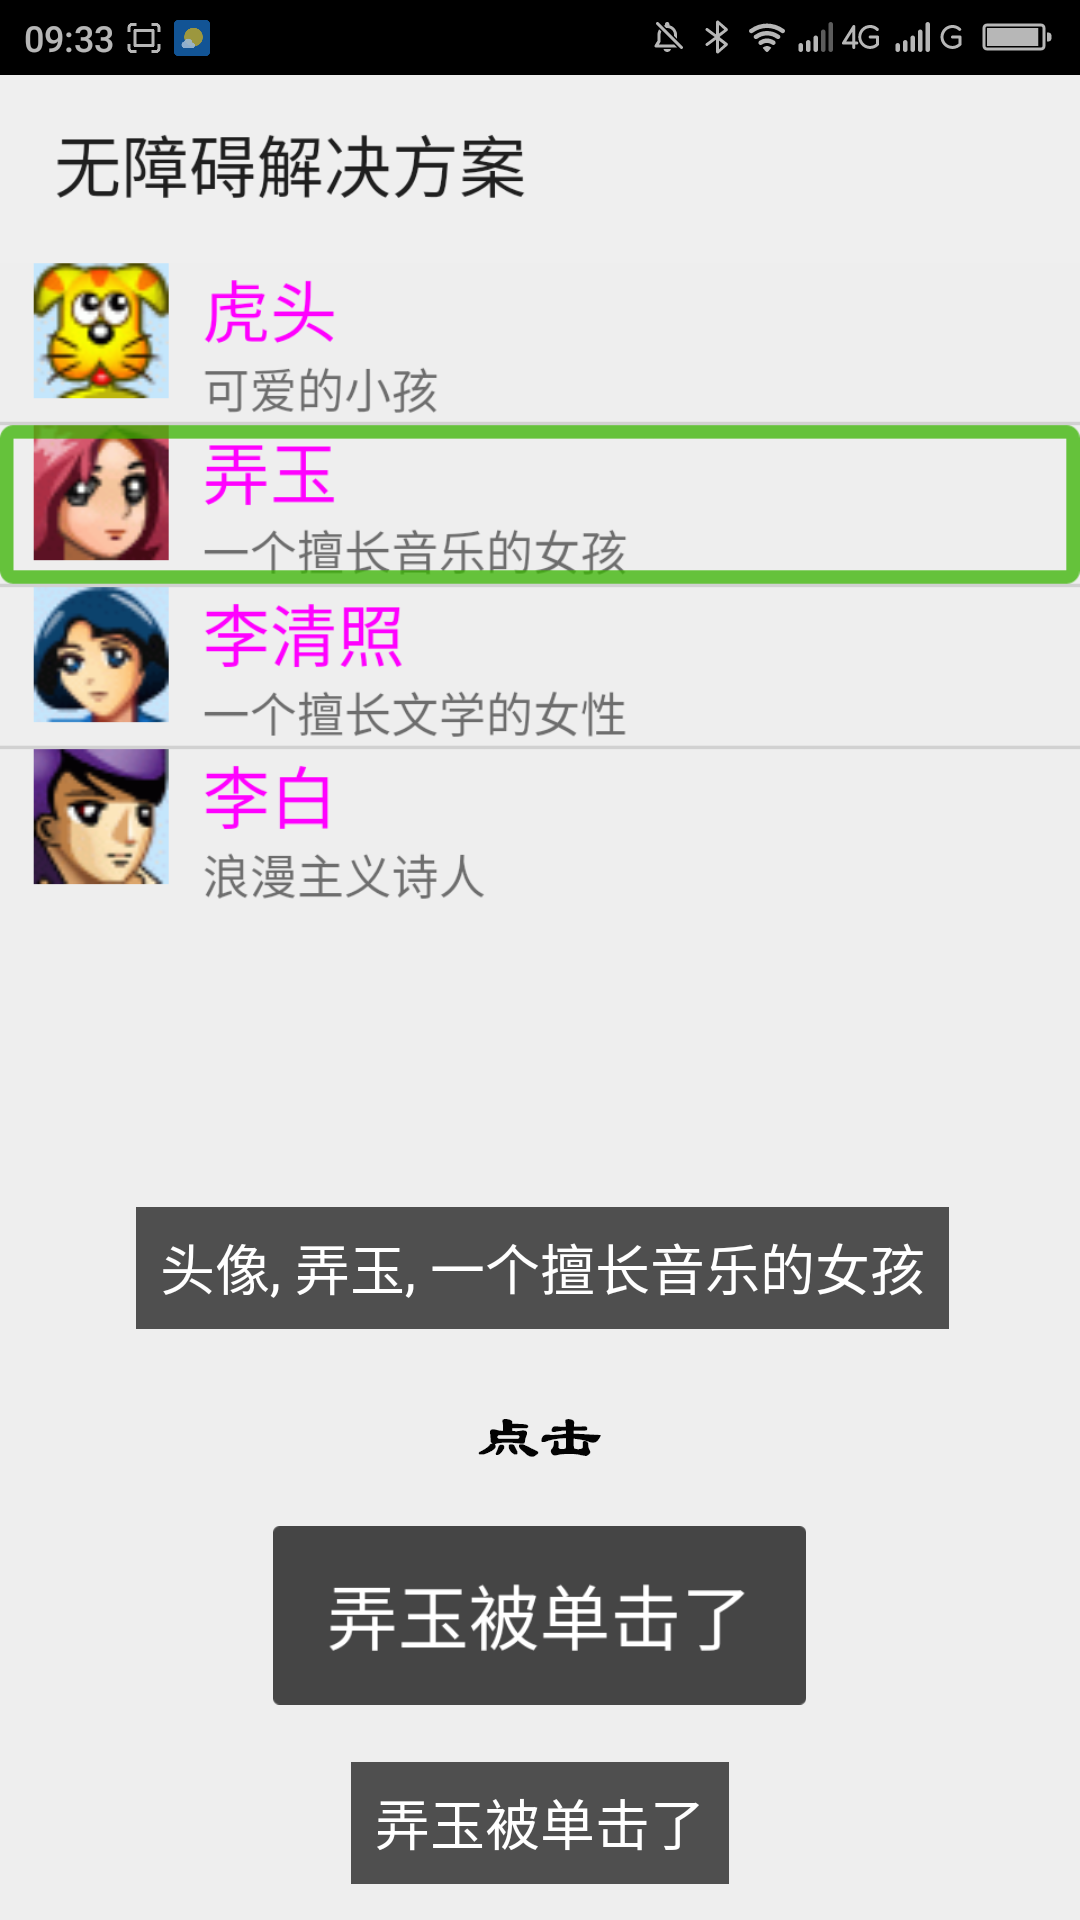 09:33 4G G
无障碍解决方案
虎头
可爱的小孩
弄玉
一个擅长音乐的女孩
李清照
一个擅长文学的女性
李白
浪漫主义诗人
头像, 弄玉, 一个擅长音乐的女孩
点击
弄玉被单击了
弄玉被单击了